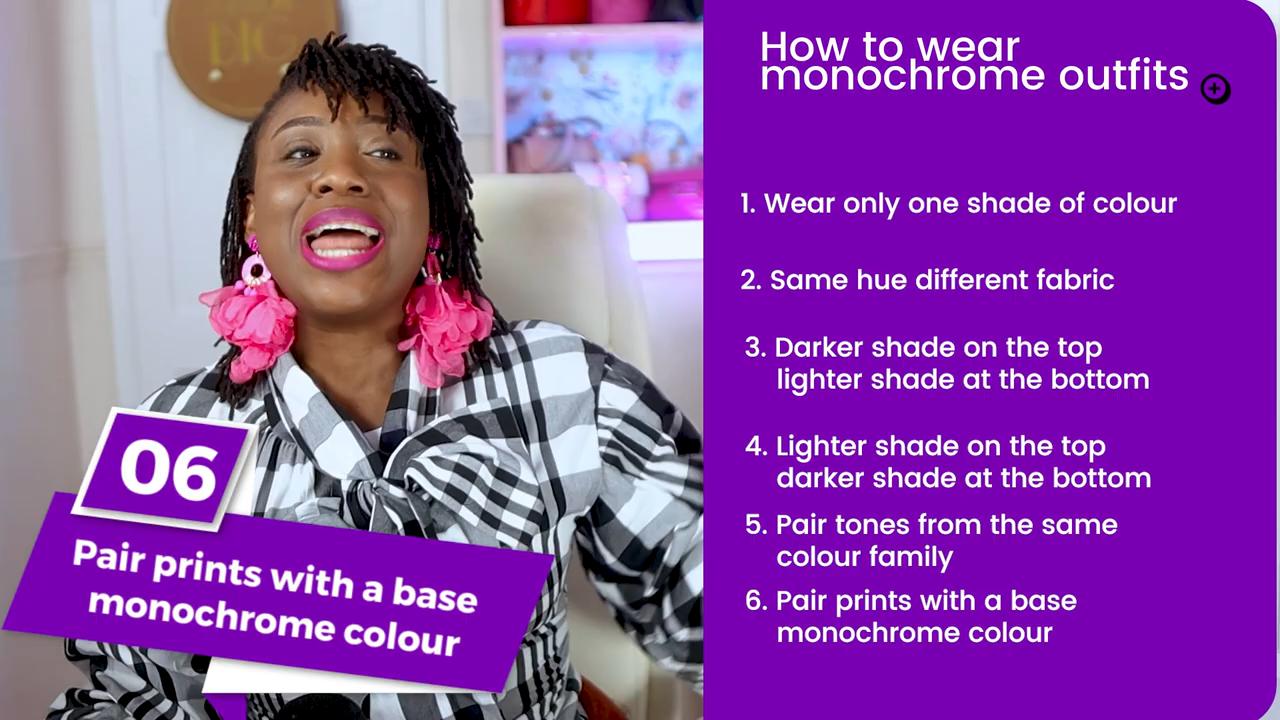 BIG
06
Pair prints with a base
monochrome colour
How to wear
monochrome outfits
1. Wear only one shade of colour
2. Same hue different fabric
3. Darker shade on the top
lighter shade at the bottom
4. Lighter shade on the top
darker shade at the bottom
5. Pair tones from the same
colour family
6. Pair prints with a base
monochrome colour